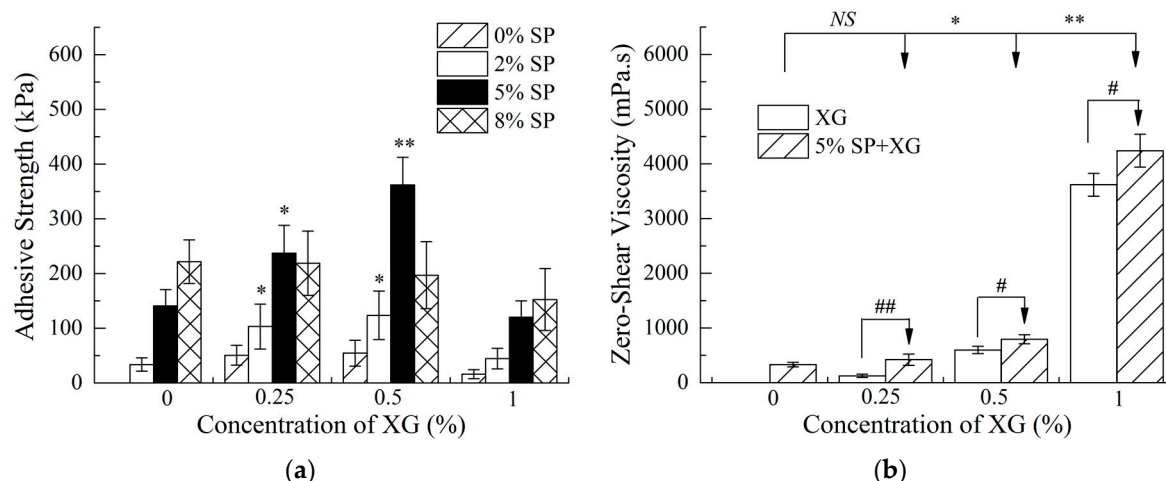 Adhesive Strength (kPa)
600
500
400
300
200
100
0
0% SP
2% SP
5% SP
8% SP
*
*
*
**
0
0.25
0.5
1
Concentration of XG (%)
(a)
Zero-Shear Viscosity (mPa.s)
6000
5000
4000
3000
2000
1000
0
NS
*
**
XG
5% SP+XG
##
#
#
0
0.25
0.5
1
Concentration of XG (%)
(b)